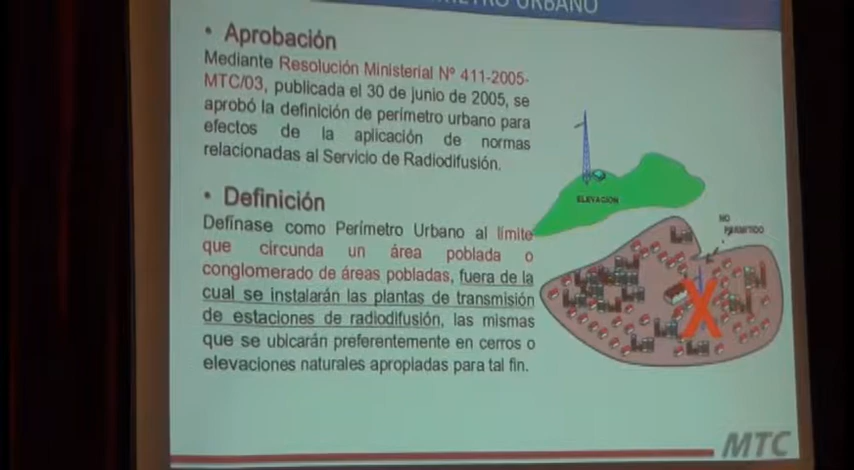 URBANO
• Aprobación
Mediante Resolución Ministerial Nº 411-2005-
MTC/03, publicada el 30 de junio de 2005, se
aprobó la definición de perímetro urbano para
efectos de la aplicación de normas
relacionadas al Servicio de Radiodifusión.
• Definición
Defínase como Perímetro Urbano al límite
que circunda un área poblada o
conglomerado de áreas pobladas, fuera de la
cual se instalarán las plantas de transmisión
de estaciones de radiodifusión, las mismas
que se ubicarán preferentemente en cerros o
elevaciones naturales apropiadas para tal fin.
ELEVACION
NO
PERMITIDO
X
MTC